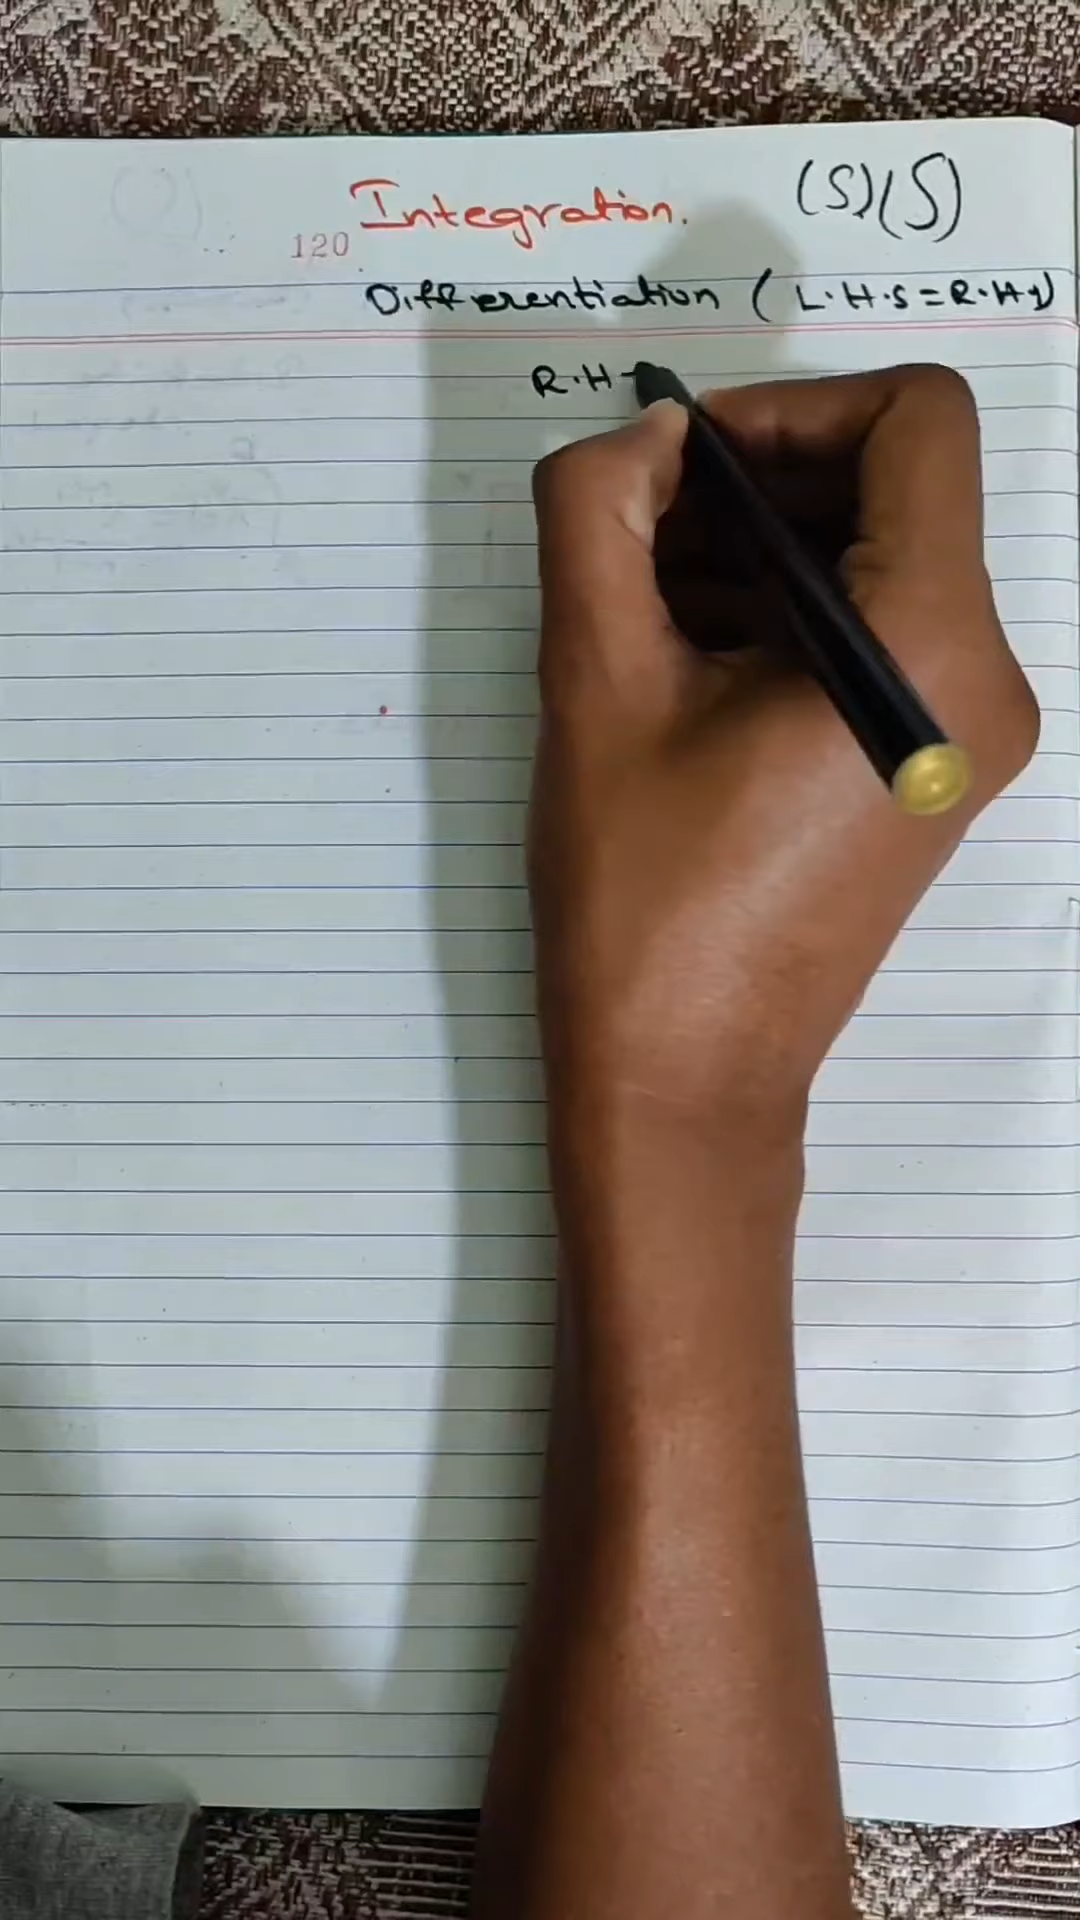 Integration. (S)(∫)
120
Differentiation ( L.H.S = R.H.S)
R.H